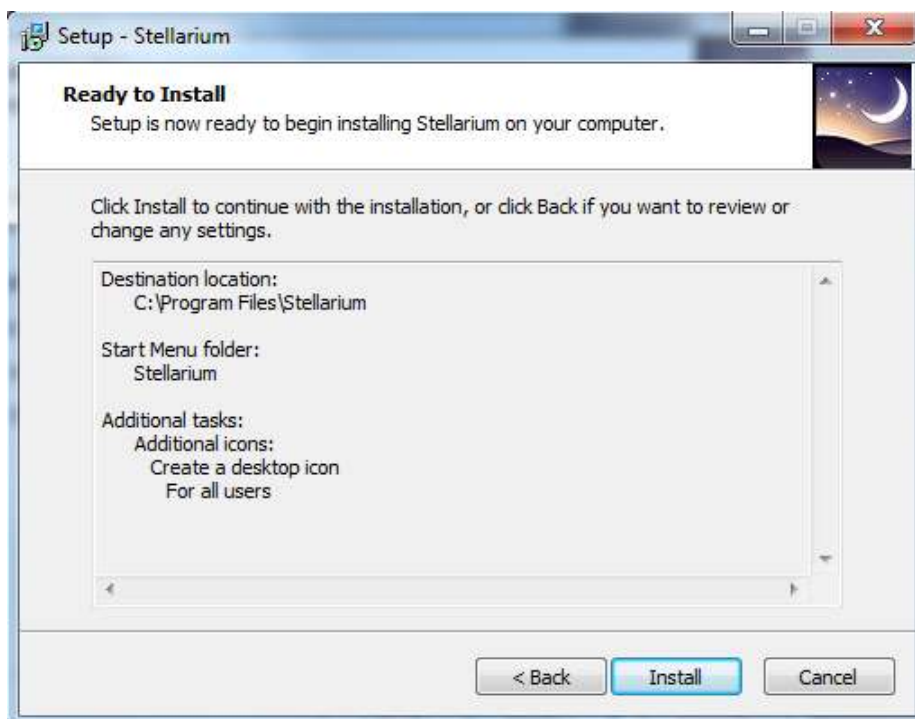 Setup - Stellarium
Ready to Install
Setup is now ready to begin installing Stellarium on your computer.
Click Install to continue with the installation, or click Back if you want to review or
change any settings.
Destination location:
C:\Program Files\Stellarium
Start Menu folder:
Stellarium
Additional tasks:
Additional icons:
Create a desktop icon
For all users
< Back Install Cancel